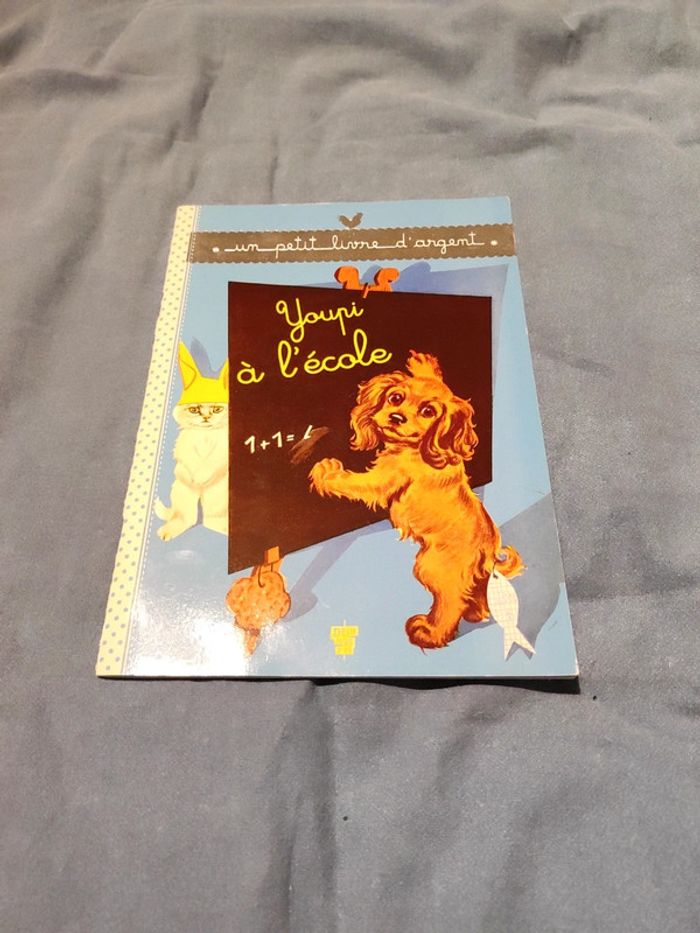 • un petit livre d'argent •
Youpi
à l'école
1+1=